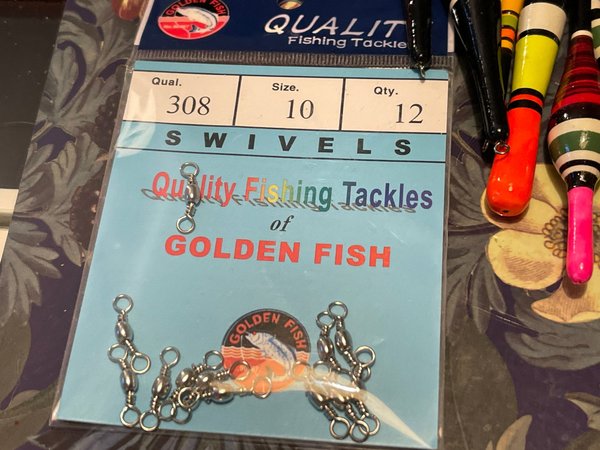 GOLDEN FISH
QUALIT
Fishing Tackle
Qual. Size. Qty.
308 10 12
SWIVELS
Quality Fishing Tackles
of
GOLDEN FISH
GOLDEN FISH